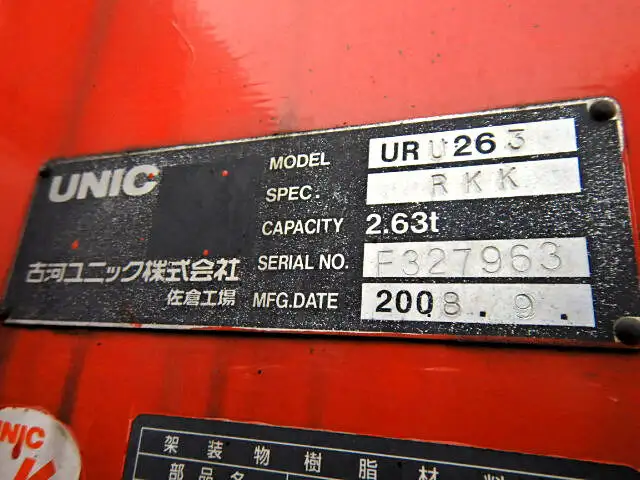 UNIC
MODEL URU263
SPEC. RKK
CAPACITY 2.63t
SERIAL NO. F327963
MFG.DATE 2008.9.
古河ユニック株式会社
佐倉工場
UNIC
架装物樹脂材料
部品名